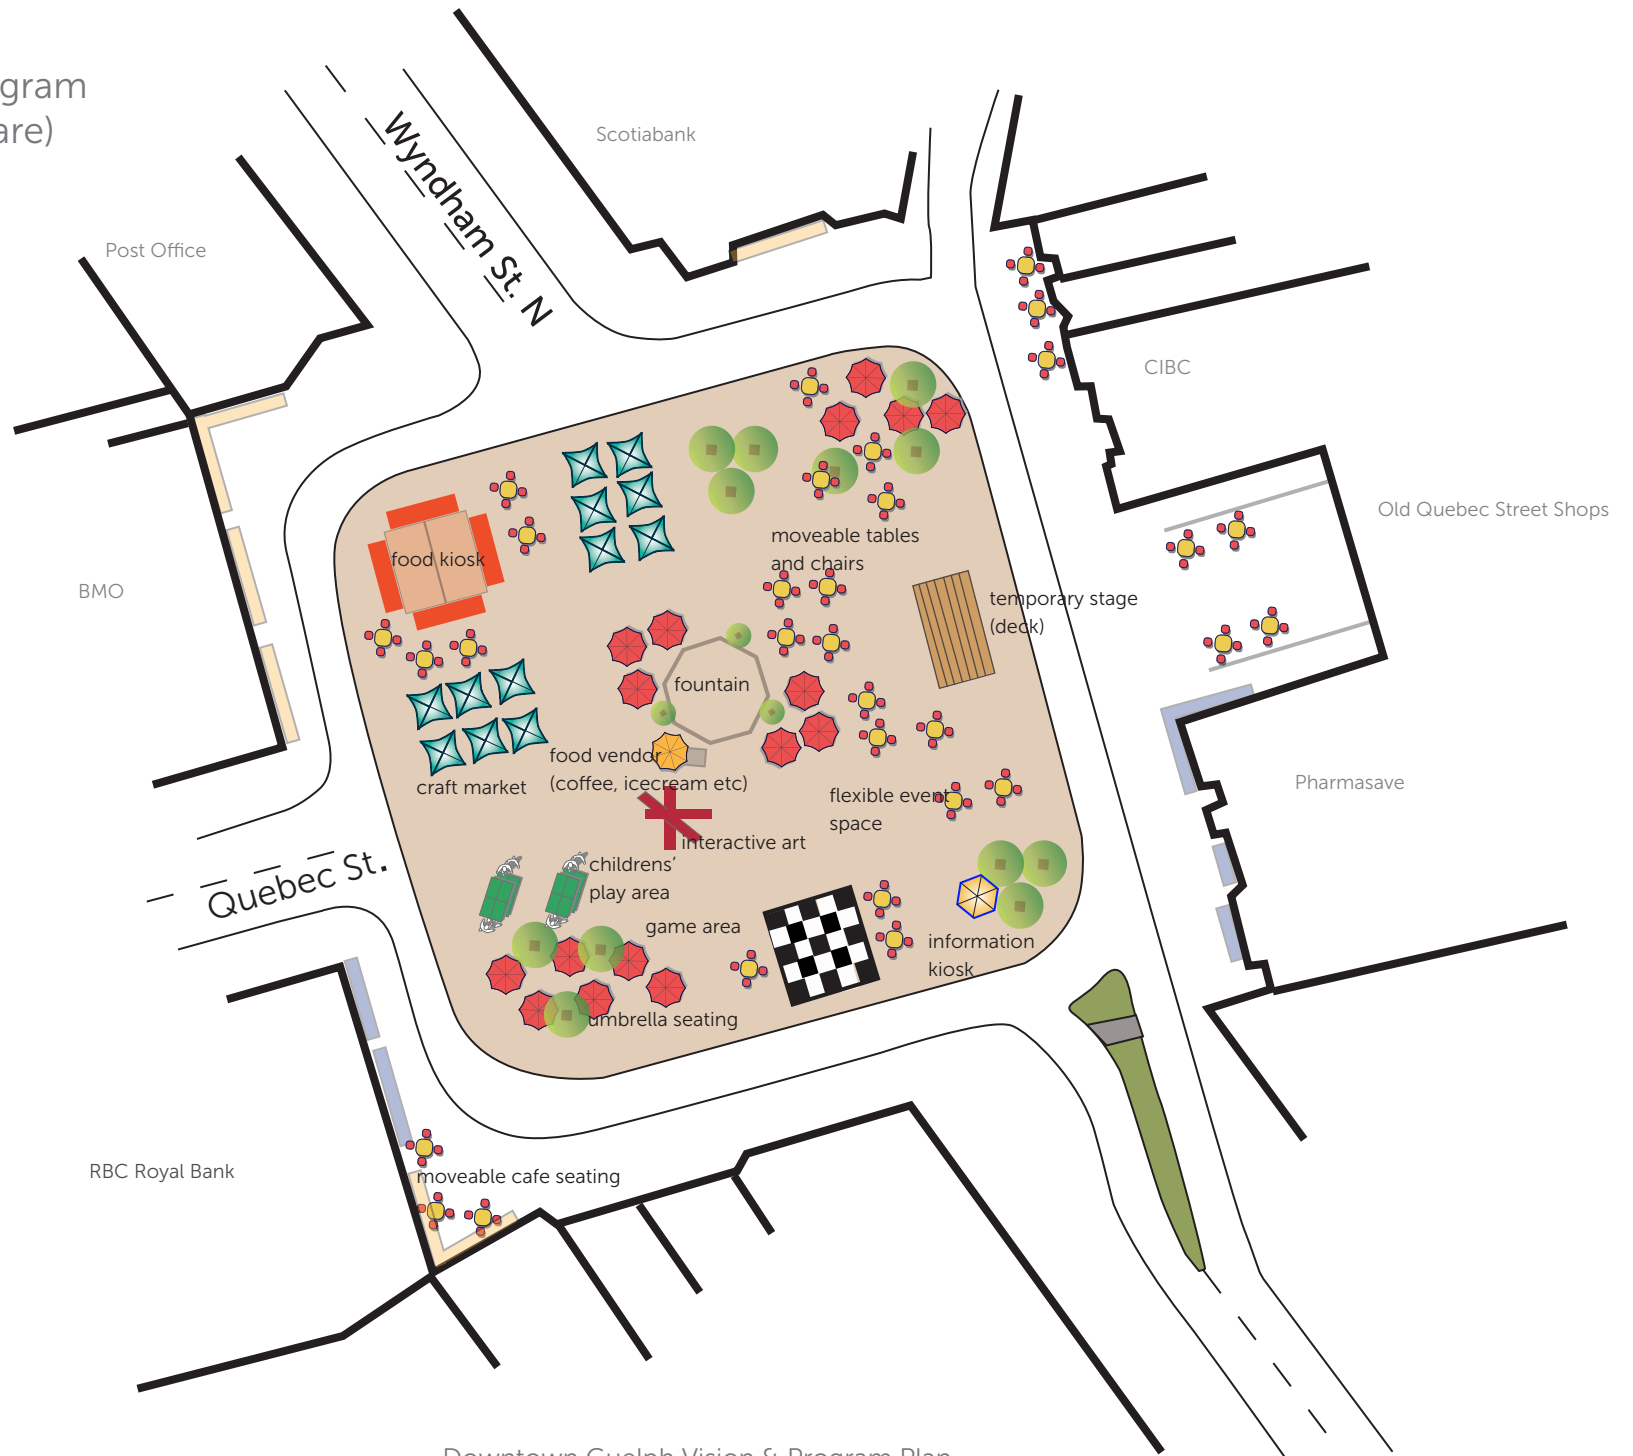 gram
are)
Wyndham St. N
Scotiabank
Post Office
CIBC
Old Quebec Street Shops
moveable tables
and chairs
food kiosk
BMO
temporary stage
(deck)
fountain
food vendor
(coffee, icecream etc)
craft market
flexible event
space
Pharmasave
interactive art
childrens'
play area
Quebec St.
game area
information
kiosk
umbrella seating
RBC Royal Bank
moveable cafe seating
Downtown Guelph Vision & Program Plan